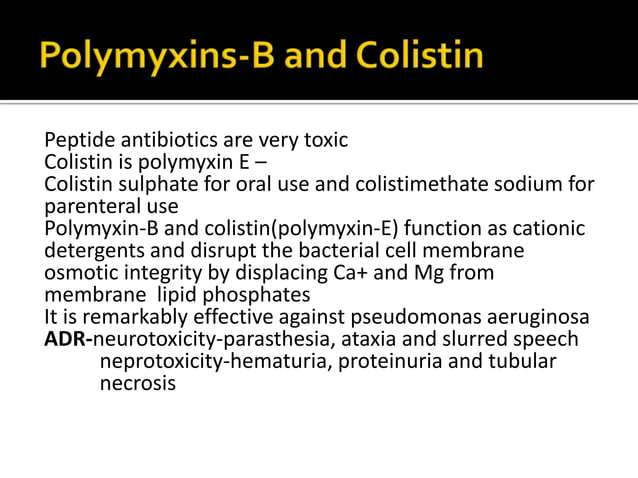 Polymyxins-B and Colistin
Peptide antibiotics are very toxic
Colistin is polymyxin E –
Colistin sulphate for oral use and colistimethate sodium for
parenteral use
Polymyxin-B and colistin(polymyxin-E) function as cationic
detergents and disrupt the bacterial cell membrane
osmotic integrity by displacing Ca+ and Mg from
membrane  lipid phosphates
It is remarkably effective against pseudomonas aeruginosa
ADR-neurotoxicity-parasthesia, ataxia and slurred speech
neprotoxicity-hematuria, proteinuria and tubular
necrosis